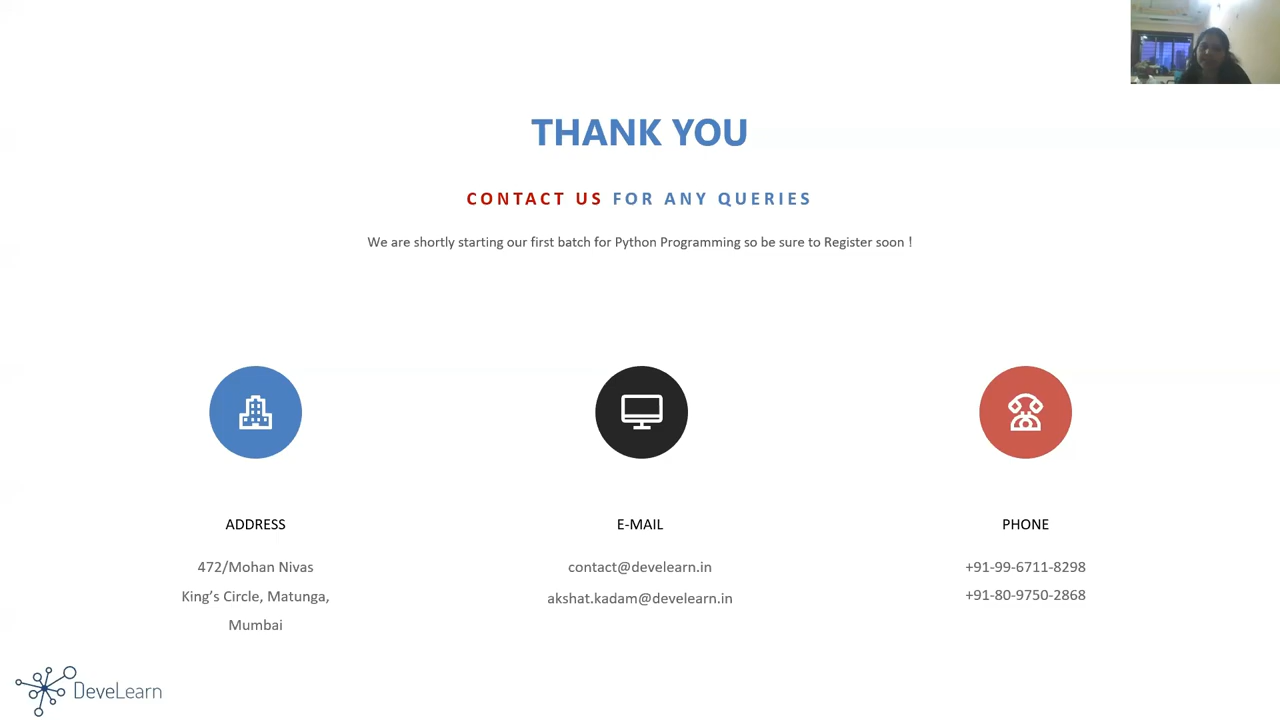 THANK YOU
CONTACT US FOR ANY QUERIES
We are shortly starting our first batch for Python Programming so be sure to Register soon !
ADDRESS
472/Mohan Nivas
King’s Circle, Matunga,
Mumbai
E-MAIL
contact@develearn.in
akshat.kadam@develearn.in
PHONE
+91-99-6711-8298
+91-80-9750-2868
DeveLearn